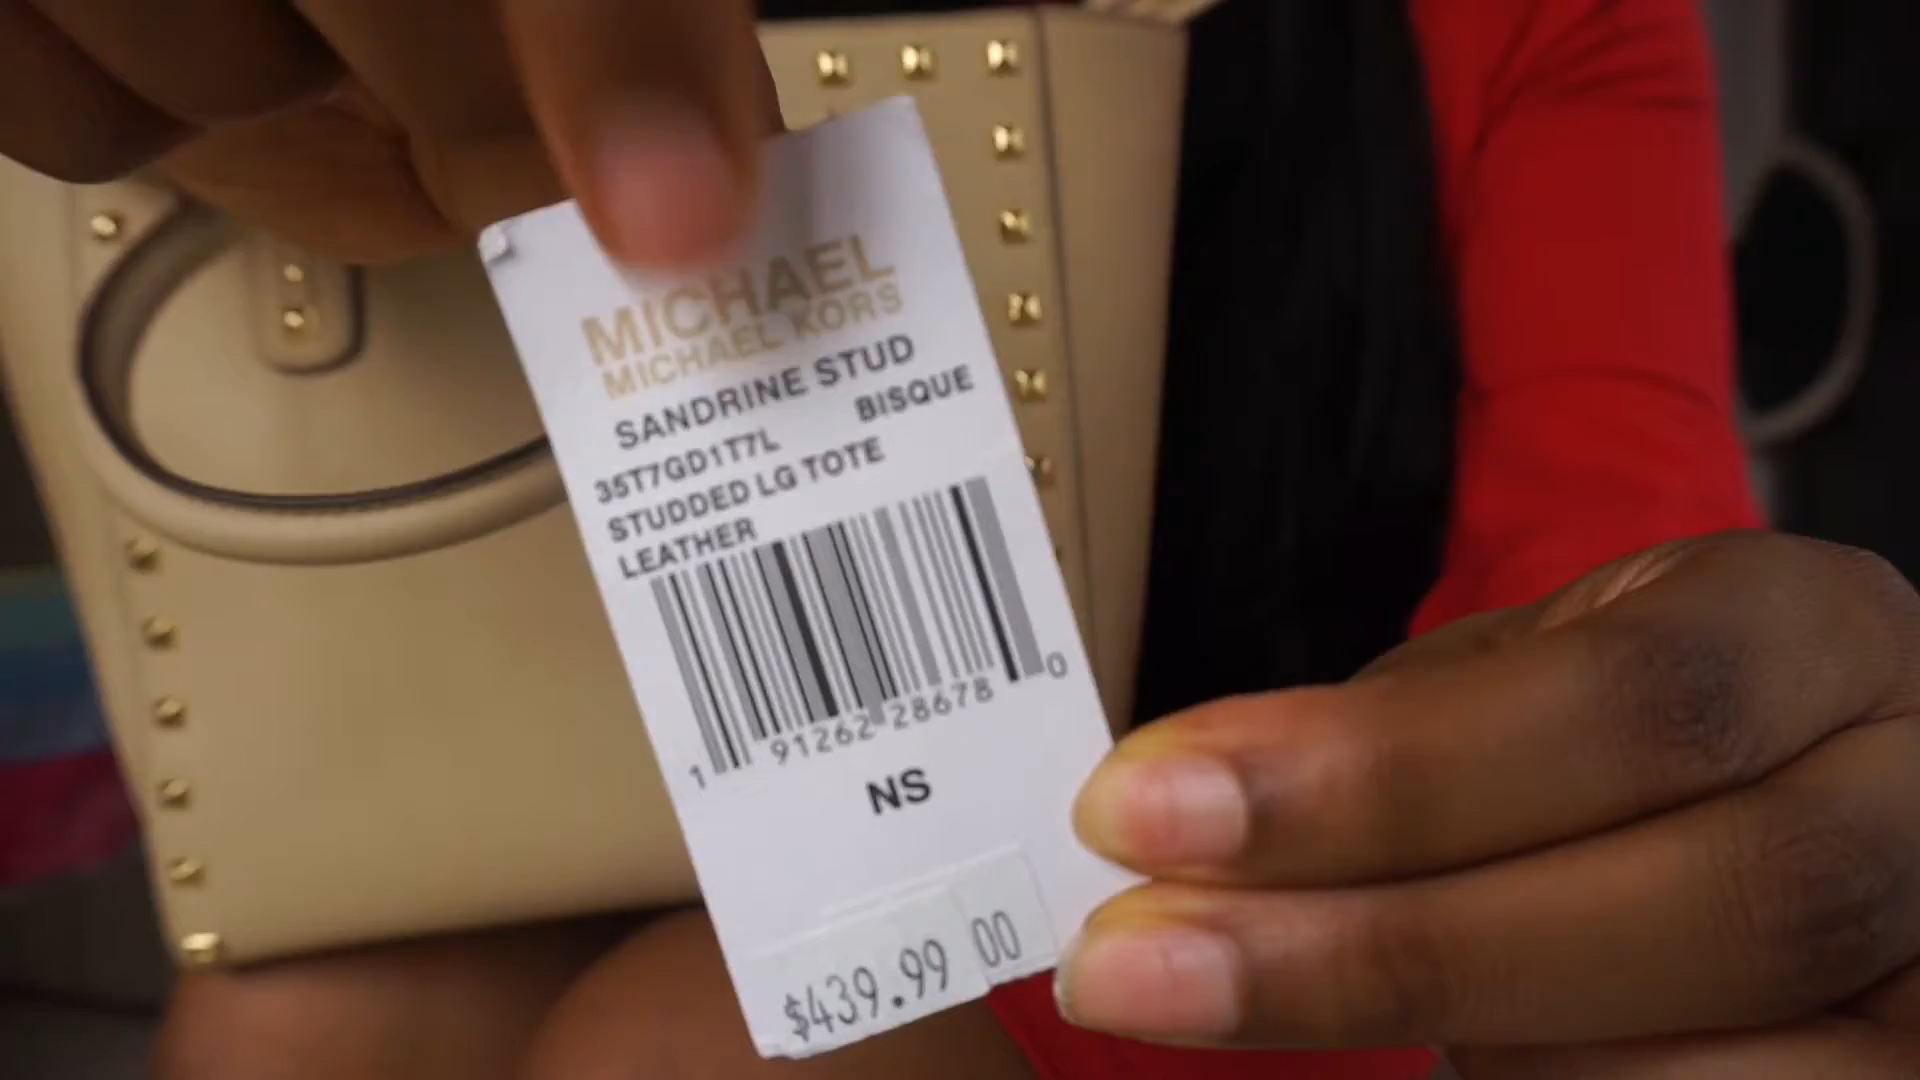 MICHAEL
MICHAEL KORS
SANDRINE STUD
35T7GD1T7L BISQUE
STUDDED LG TOTE
LEATHER
1 91262 28678 0
NS
$439.99 00